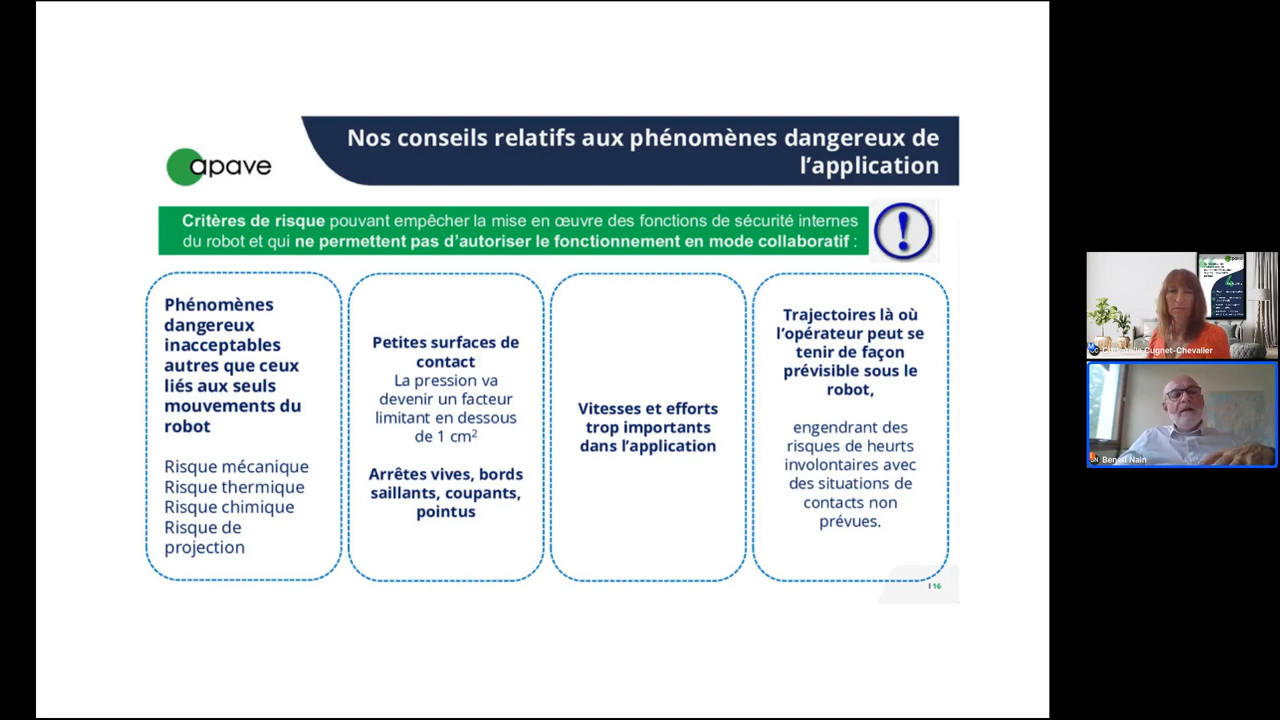 Nos conseils relatifs aux phénomènes dangereux de
l'application
apave
Critères de risque pouvant empêcher la mise en œuvre des fonctions de sécurité internes
du robot et qui ne permettent pas d'autoriser le fonctionnement en mode collaboratif :
!
Phénomènes
dangereux
inacceptables
autres que ceux
liés aux seuls
mouvements du
robot
Risque mécanique
Risque thermique
Risque chimique
Risque de
projection
Petites surfaces de
contact
La pression va
devenir un facteur
limitant en dessous
de 1 cm²
Arrêtes vives, bords
saillants, coupants,
pointus
Vitesses et efforts
trop importants
dans l'application
Trajectoires là où
l'opérateur peut se
tenir de façon
prévisible sous le
robot,
engendrant des
risques de heurts
involontaires avec
des situations de
contacts non
prévues.
I 16
Cugnet-Chevalier
Benoit Nain